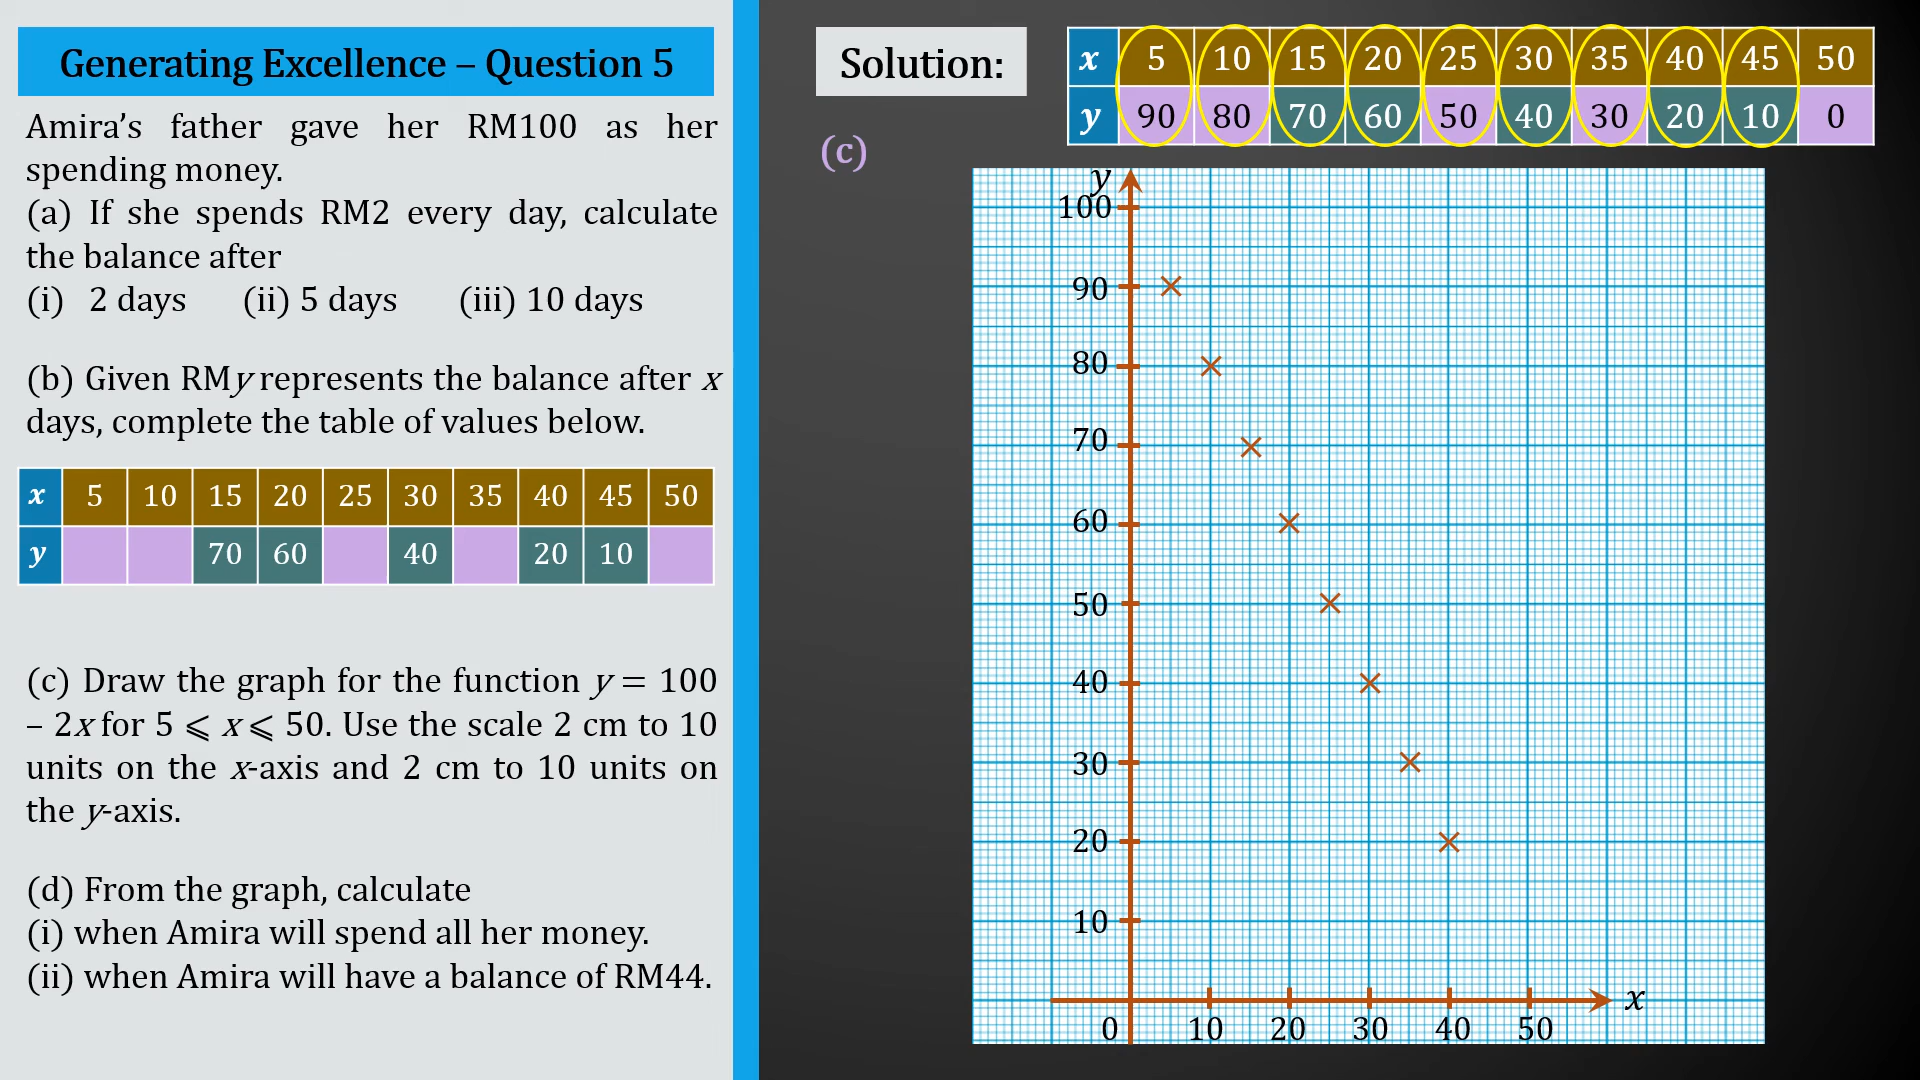 Generating Excellence – Question 5
Amira’s father gave her RM100 as her
spending money.
(a) If she spends RM2 every day, calculate
the balance after
(i) 2 days (ii) 5 days (iii) 10 days
(b) Given RMy represents the balance after x
days, complete the table of values below.
x 5 10 15 20 25 30 35 40 45 50
y 70 60 40 20 10
(c) Draw the graph for the function y = 100
– 2x for 5 ⩽ x ⩽ 50. Use the scale 2 cm to 10
units on the x-axis and 2 cm to 10 units on
the y-axis.
(d) From the graph, calculate
(i) when Amira will spend all her money.
(ii) when Amira will have a balance of RM44.
Solution:
x 5 10 15 20 25 30 35 40 45 50
y 90 80 70 60 50 40 30 20 10 0
(c)
y
100
90
80
70
60
50
40
30
20
10
x
0 10 20 30 40 50